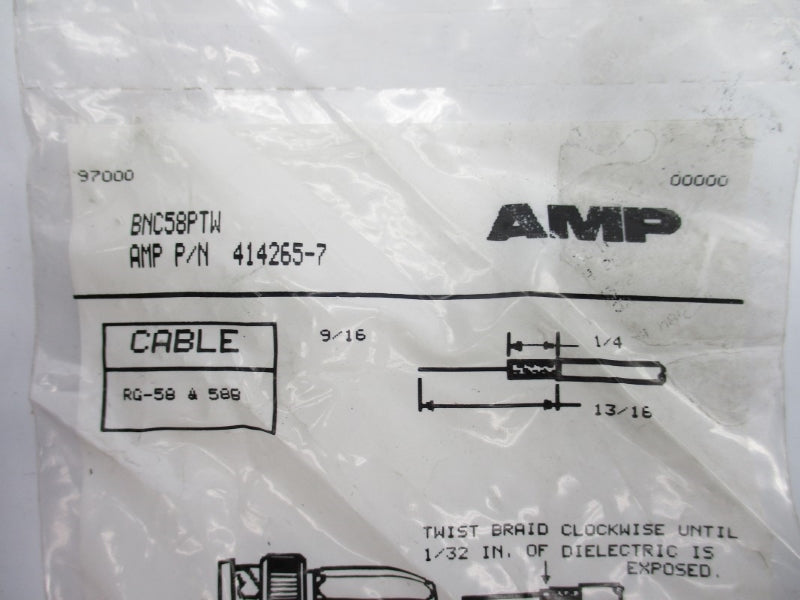 97000
00000
BNC58PTW
AMP
AMP P/N 414265-7
CABLE
RG-58 & 58B
9/16
1/4
13/16
TWIST BRAID CLOCKWISE UNTIL
1/32 IN. OF DIELECTRIC IS
EXPOSED.